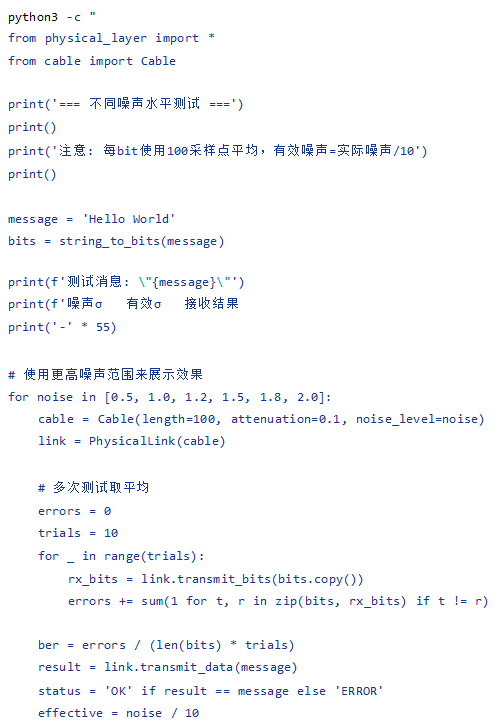 python3 -c "
from physical_layer import *
from cable import Cable

print('=== 不同噪声水平测试 ===')
print()
print('注意: 每bit使用100采样点平均，有效噪声=实际噪声/10')
print()

message = 'Hello World'
bits = string_to_bits(message)

print(f'测试消息: \"{message}\"')
print(f'噪声σ   有效σ   接收结果
print('-' * 55)

# 使用更高噪声范围来展示效果
for noise in [0.5, 1.0, 1.2, 1.5, 1.8, 2.0]:
    cable = Cable(length=100, attenuation=0.1, noise_level=noise)
    link = PhysicalLink(cable)

    # 多次测试取平均
    errors = 0
    trials = 10
    for _ in range(trials):
        rx_bits = link.transmit_bits(bits.copy())
        errors += sum(1 for t, r in zip(bits, rx_bits) if t != r)

    ber = errors / (len(bits) * trials)
    result = link.transmit_data(message)
    status = 'OK' if result == message else 'ERROR'
    effective = noise / 10